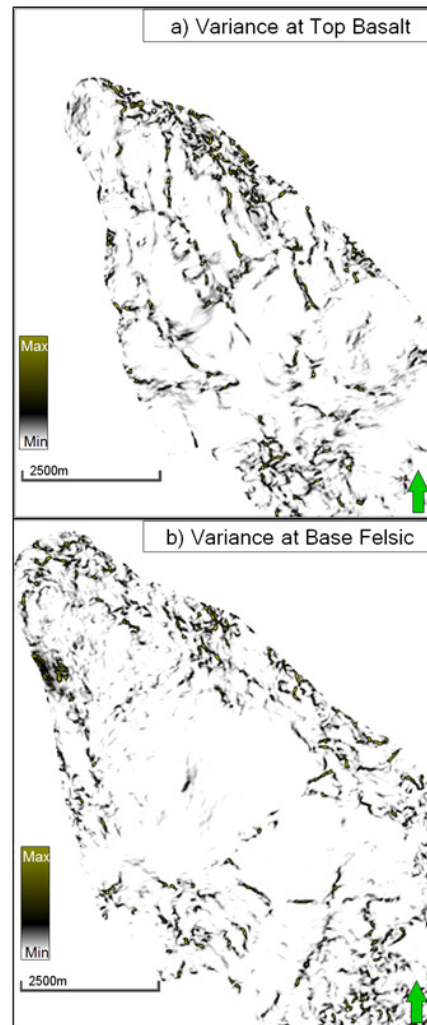 a) Variance at Top Basalt
Max
Min
2500m
b) Variance at Base Felsic
Max
Min
2500m